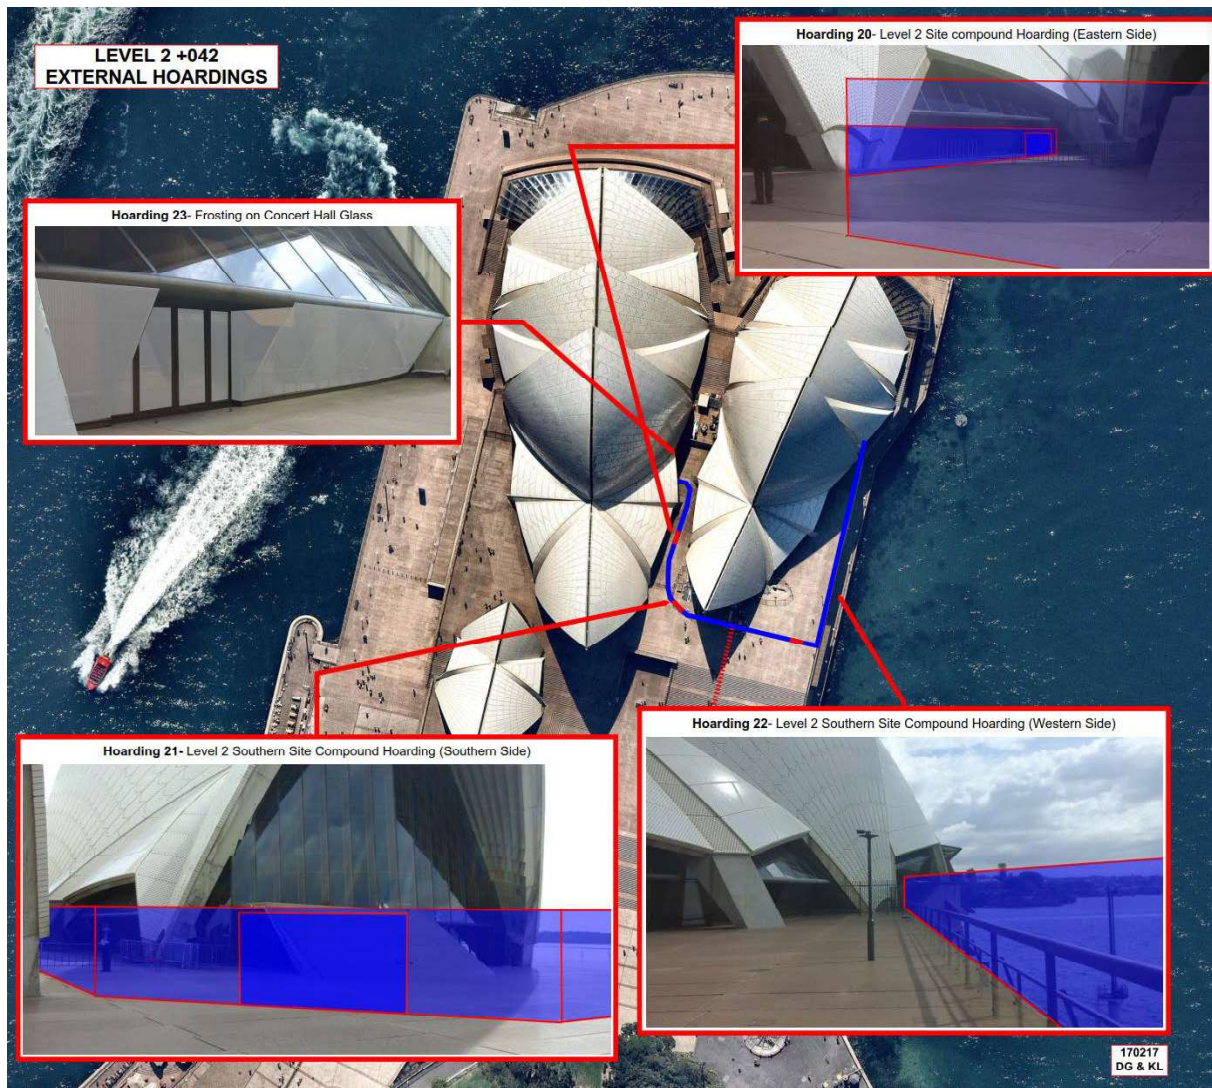 LEVEL 2 +042
EXTERNAL HOARDINGS
Hoarding 20- Level 2 Site compound Hoarding (Eastern Side)
Hoarding 23- Frosting on Concert Hall Glass
Hoarding 21- Level 2 Southern Site Compound Hoarding (Southern Side)
Hoarding 22- Level 2 Southern Site Compound Hoarding (Western Side)
170217
DG & KL